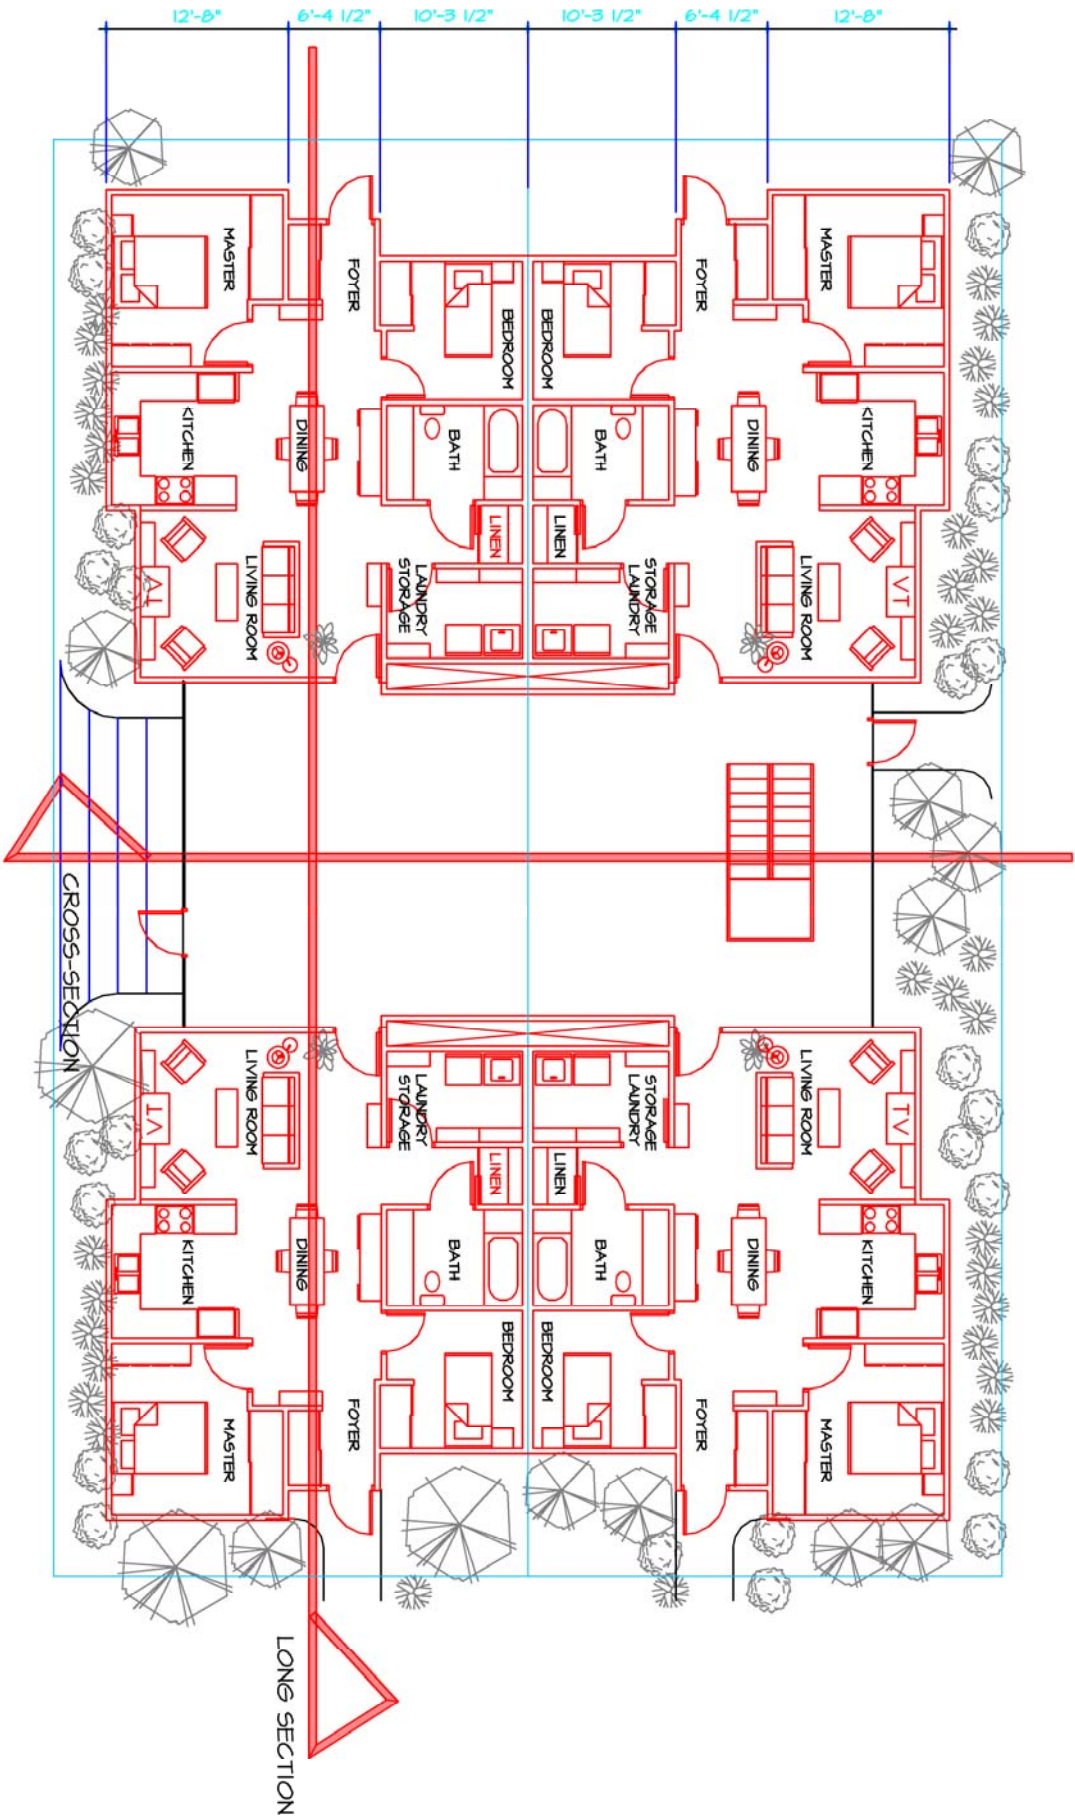 12'-8"
6'-4 1/2"
10'-3 1/2"
10'-3 1/2"
6'-4 1/2"
12'-8"
MASTER
FOYER
BEDROOM
BEDROOM
FOYER
MASTER
KITCHEN
DINING
BATH
BATH
DINING
KITCHEN
LINEN
LINEN
TV
LIVING ROOM
LAUNDRY
STORAGE
STORAGE
LAUNDRY
LIVING ROOM
TV
CROSS-SECTION
TV
LIVING ROOM
LAUNDRY
STORAGE
STORAGE
LAUNDRY
LIVING ROOM
TV
LINEN
LINEN
KITCHEN
DINING
BATH
BATH
DINING
KITCHEN
MASTER
FOYER
BEDROOM
BEDROOM
FOYER
MASTER
LONG SECTION